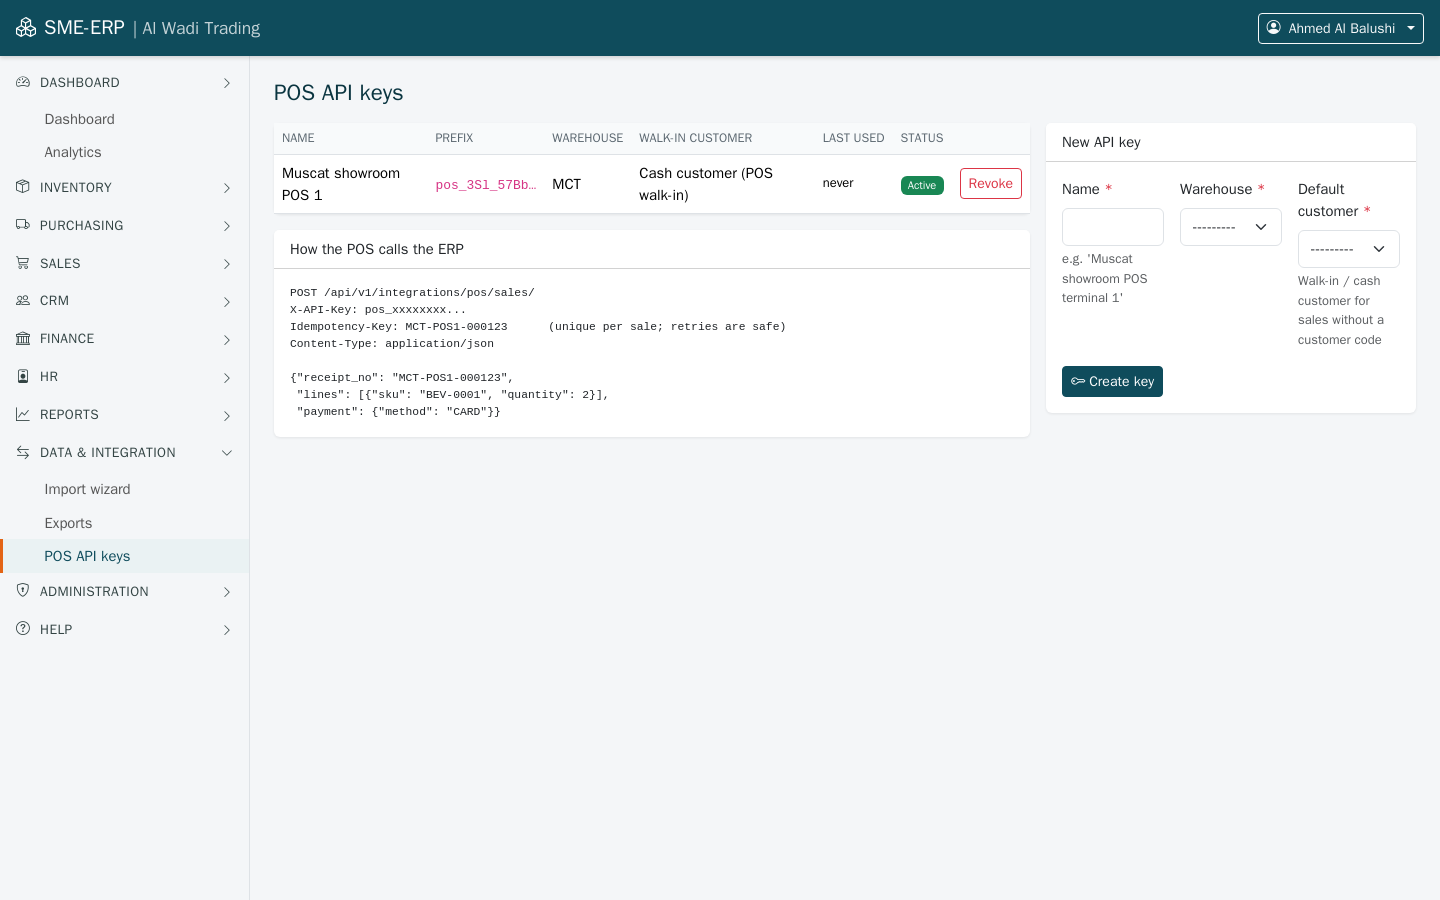 SME-ERP | Al Wadi Trading
Ahmed Al Balushi
DASHBOARD
Dashboard
Analytics
INVENTORY
PURCHASING
SALES
CRM
FINANCE
HR
REPORTS
DATA & INTEGRATION
Import wizard
Exports
POS API keys
ADMINISTRATION
HELP
POS API keys
NAME PREFIX WAREHOUSE WALK-IN CUSTOMER LAST USED STATUS
Muscat showroom POS 1 pos_3Sl_57Bb… MCT Cash customer (POS walk-in) never Active Revoke
How the POS calls the ERP
POST /api/v1/integrations/pos/sales/
X-API-Key: pos_xxxxxxxx...
Idempotency-Key: MCT-POS1-000123 (unique per sale; retries are safe)
Content-Type: application/json
{"receipt_no": "MCT-POS1-000123",
"lines": [{"sku": "BEV-0001", "quantity": 2}],
"payment": {"method": "CARD"}}
New API key
Name *
e.g. 'Muscat
showroom POS
terminal 1'
Warehouse *
---------
Default
customer *
---------
Walk-in / cash
customer for
sales without a
customer code
Create key